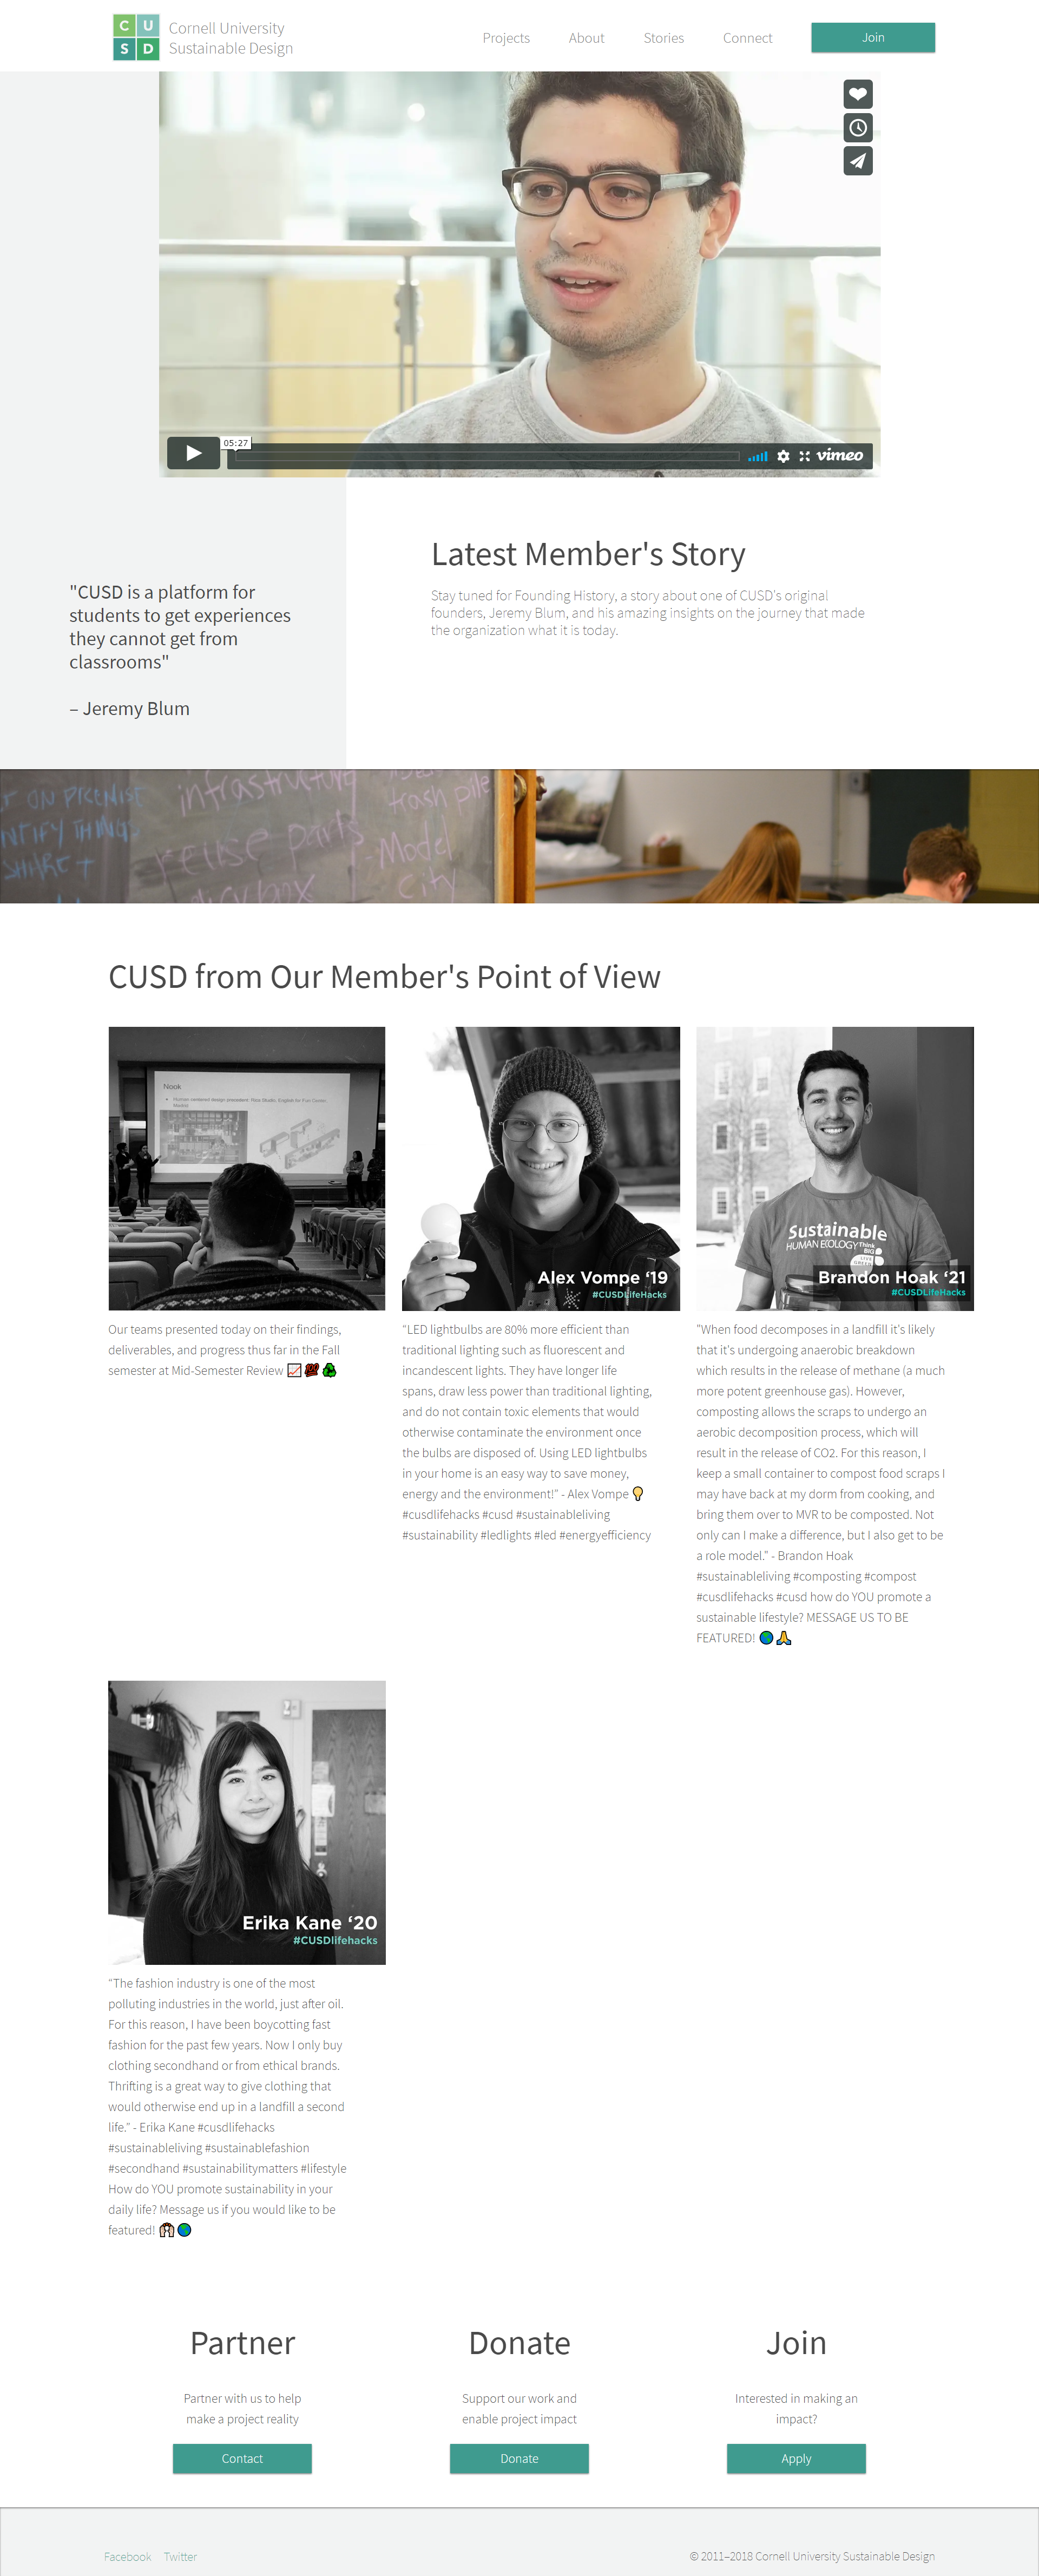 C U
S D
Cornell University
Sustainable Design
Projects
About
Stories
Connect
Join
05:27
vimeo
Latest Member's Story
Stay tuned for Founding History, a story about one of CUSD's original
founders, Jeremy Blum, and his amazing insights on the journey that made
the organization what it is today.
"CUSD is a platform for
students to get experiences
they cannot get from
classrooms"
– Jeremy Blum
infrastructure
trash pile
reuse parts
-Model
City
CUSD from Our Member's Point of View
Nook
Alex Vompe ‘19
#CUSDLifeHacks
Sustainable
HUMAN ECOLOGY
Think
BIG
LIVE
GREEN
Brandon Hoak ‘21
#CUSDLifeHacks
Our teams presented today on their findings,
deliverables, and progress thus far in the Fall
semester at Mid-Semester Review 📈 💯 ♻
"LED lightbulbs are 80% more efficient than
traditional lighting such as fluorescent and
incandescent lights. They have longer life
spans, draw less power than traditional lighting,
and do not contain toxic elements that would
otherwise contaminate the environment once
the bulbs are disposed of. Using LED lightbulbs
in your home is an easy way to save money,
energy and the environment!" - Alex Vompe 💡
#cusdlifehacks #cusd #sustainableliving
#sustainability #ledlights #led #energyefficiency
"When food decomposes in a landfill it's likely
that it's undergoing anaerobic breakdown
which results in the release of methane (a much
more potent greenhouse gas). However,
composting allows the scraps to undergo an
aerobic decomposition process, which will
result in the release of CO2. For this reason, I
keep a small container to compost food scraps I
may have back at my dorm from cooking, and
bring them over to MVR to be composted. Not
only can I make a difference, but I also get to be
a role model." - Brandon Hoak
#sustainableliving #composting #compost
#cusdlifehacks #cusd how do YOU promote a
sustainable lifestyle? MESSAGE US TO BE
FEATURED! 🌎 🙏
Erika Kane ‘20
#CUSDlifehacks
"The fashion industry is one of the most
polluting industries in the world, just after oil.
For this reason, I have been boycotting fast
fashion for the past few years. Now I only buy
clothing secondhand or from ethical brands.
Thrifting is a great way to give clothing that
would otherwise end up in a landfill a second
life." - Erika Kane #cusdlifehacks
#sustainableliving #sustainablefashion
#secondhand #sustainabilitymatters #lifestyle
How do YOU promote sustainability in your
daily life? Message us if you would like to be
featured! 🙌 🌎
Partner
Donate
Join
Partner with us to help
make a project reality
Support our work and
enable project impact
Interested in making an
impact?
Contact
Donate
Apply
Facebook
Twitter
© 2011–2018 Cornell University Sustainable Design